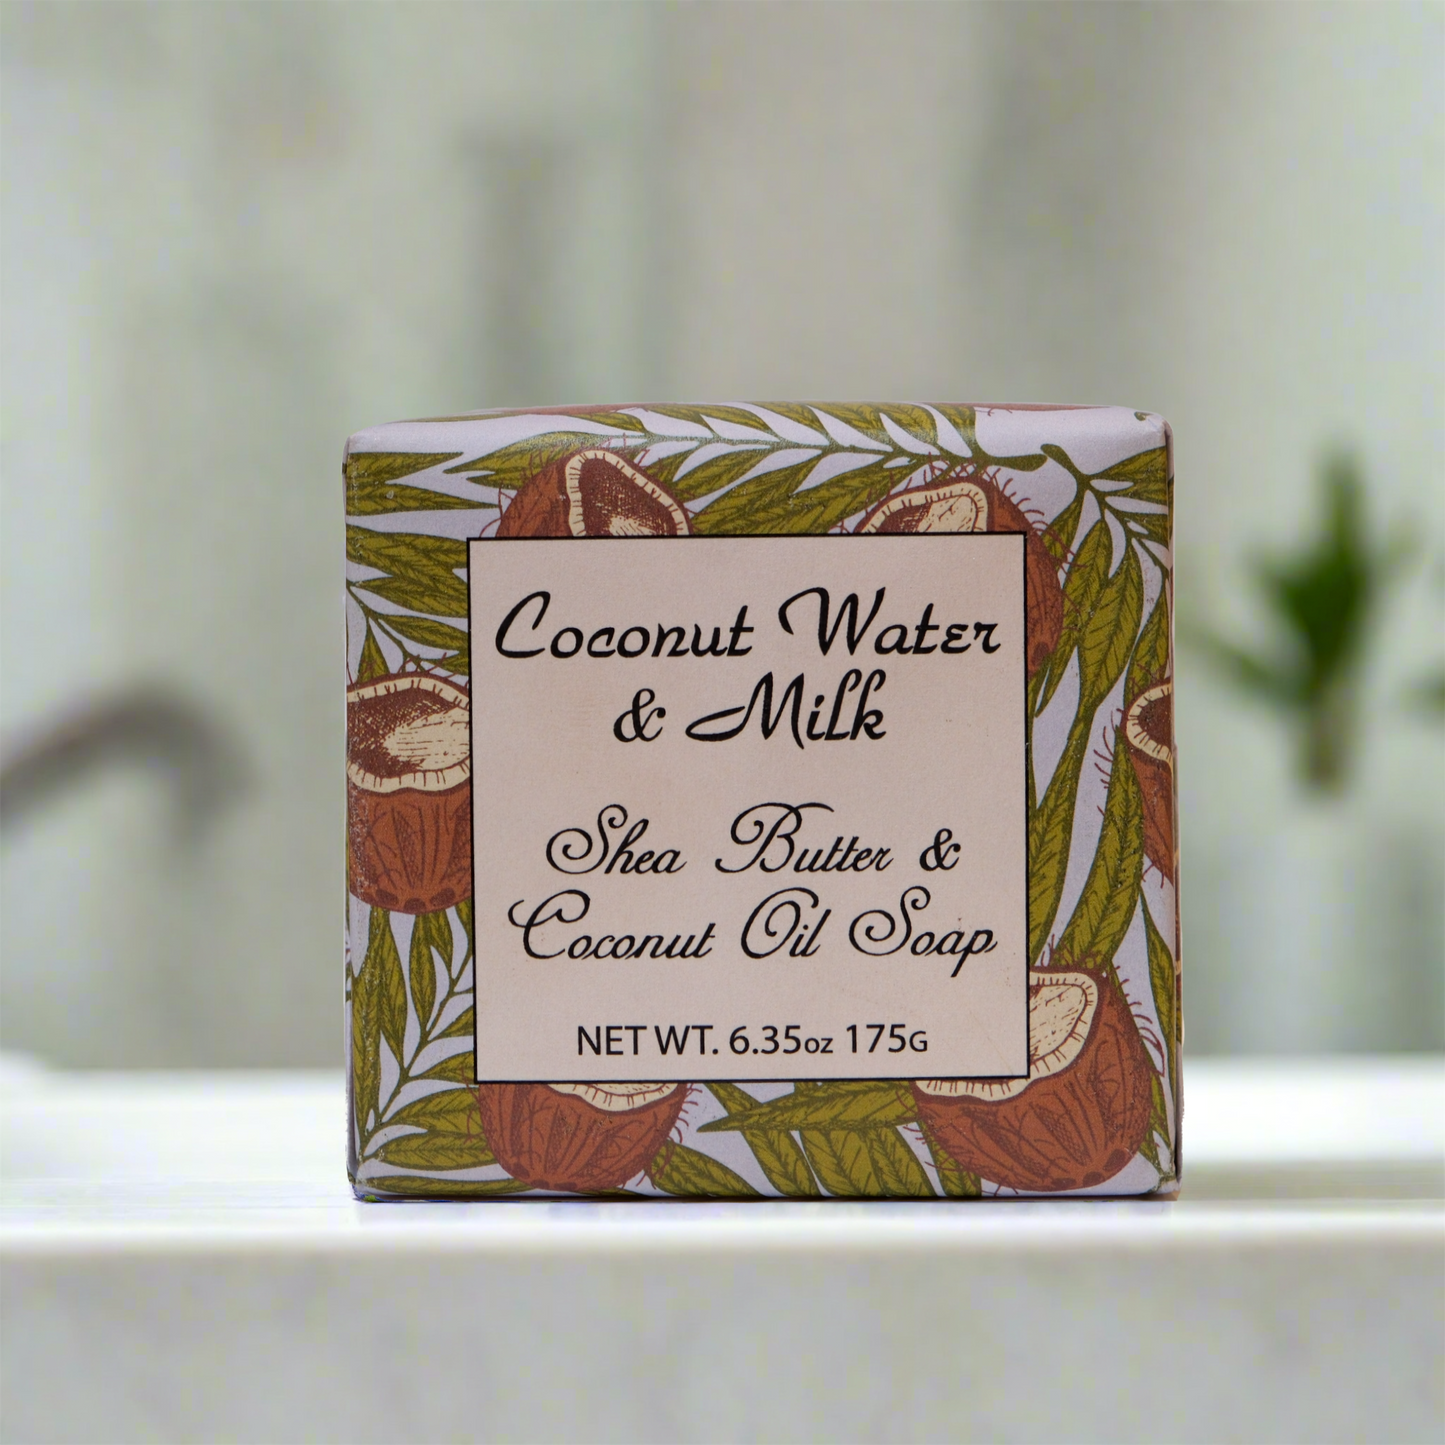 Coconut Water
& Milk
Shea Butter &
Coconut Oil Soap
NET WT. 6.35oz 175G